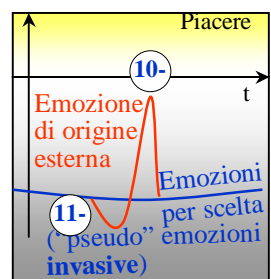 Piacere
10-
t
Emozione
di origine
esterna
Emozioni
per scelta
11-
("pseudo" emozioni
invasive)